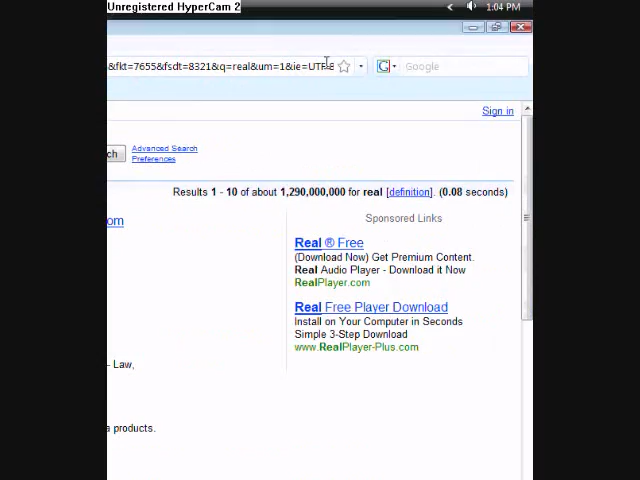 Unregistered HyperCam 2
1:04 PM
&fkt=7655&fsdt=8321&q=real&um=1&ie=UTF-8
Google
Sign in
ch
Advanced Search
Preferences
Results 1 - 10 of about 1,290,000,000 for real [definition]. (0.08 seconds)
om
Sponsored Links
Real ® Free
(Download Now) Get Premium Content.
Real Audio Player - Download it Now
RealPlayer.com
Real Free Player Download
Install on Your Computer in Seconds
Simple 3-Step Download
www.RealPlayer-Plus.com
- Law,
a products.